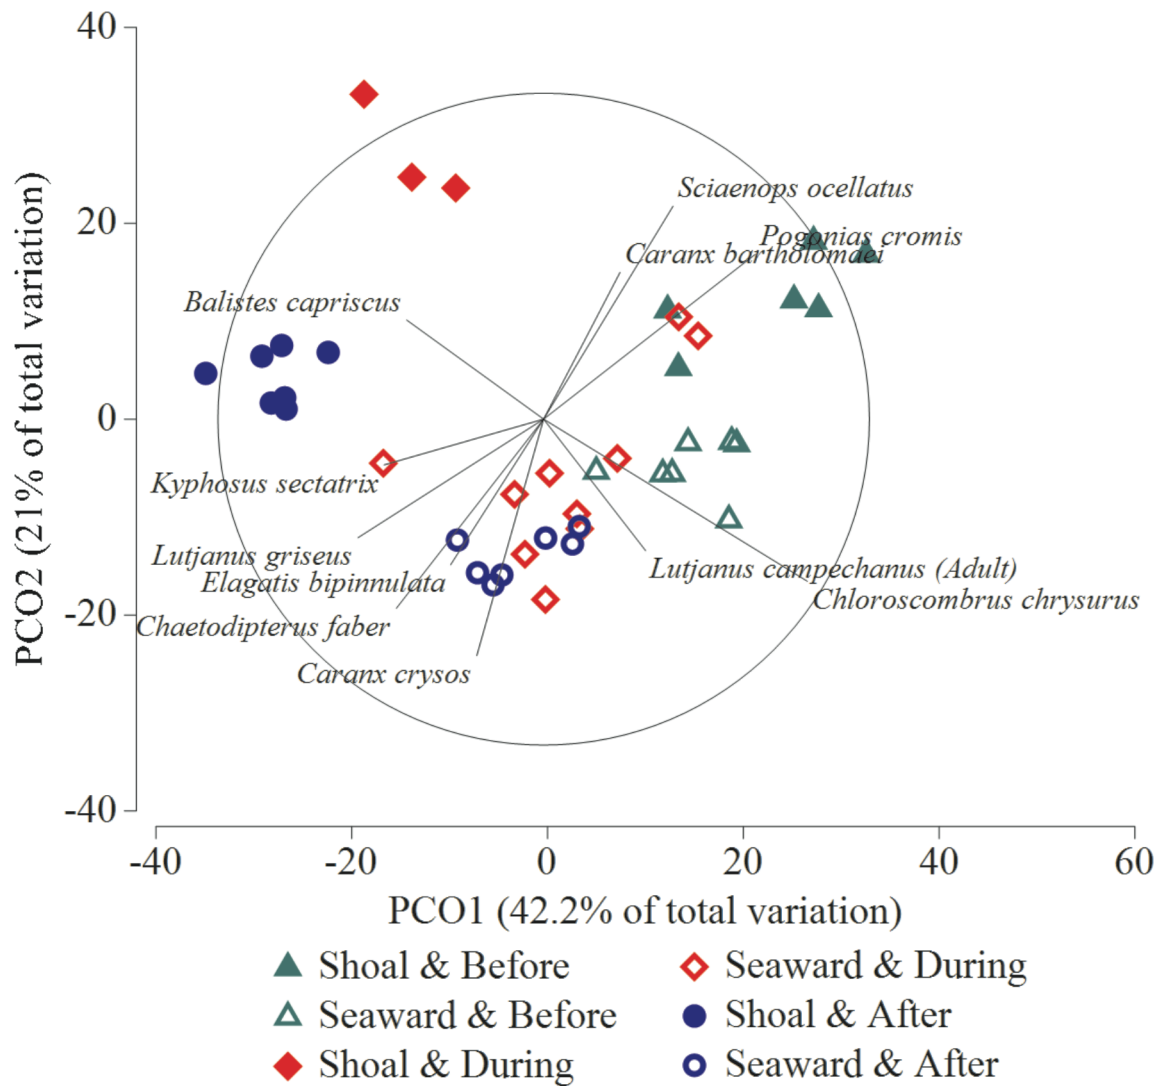 40
20
0
-20
-40
PCO2 (21% of total variation)
Sciaenops ocellatus
Pogonias cromis
Caranx bartholomaei
Balistes capriscus
Kyphosus sectatrix
Lutjanus griseus
Elagatis bipinnulata
Lutjanus campechanus (Adult)
Chloroscombrus chrysurus
Chaetodipterus faber
Caranx crysos
-40 -20 0 20 40 60
PCO1 (42.2% of total variation)
Shoal & Before
Seaward & Before
Shoal & During
Seaward & During
Shoal & After
Seaward & After